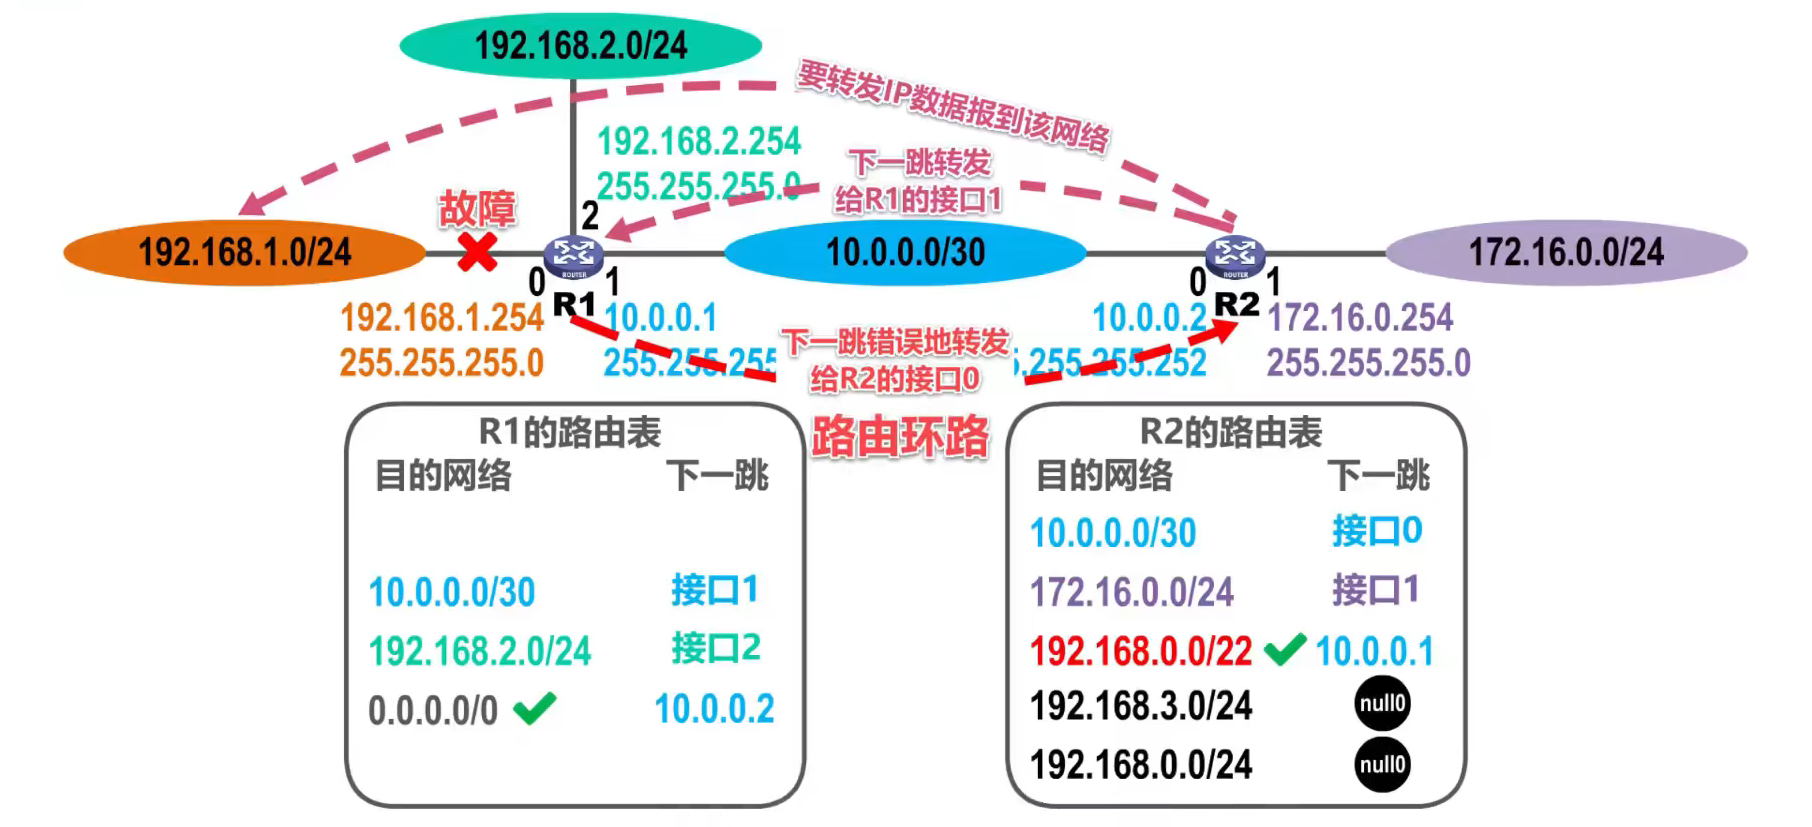 192.168.2.0/24
要转发IP数据报到该网络
192.168.2.254
255.255.255.0
下一跳转发
给R1的接口1
故障
2
192.168.1.0/24
ROUTER
10.0.0.0/30
ROUTER
172.16.0.0/24
0
R1
1
0
R2
1
192.168.1.254
255.255.255.0
10.0.0.1
255.255.255
下一跳错误地转发
给R2的接口0
10.0.0.2
.255.255.252
172.16.0.254
255.255.255.0
路由环路
R1的路由表
目的网络 下一跳
10.0.0.0/30 接口1
192.168.2.0/24 接口2
0.0.0.0/0 10.0.0.2
R2的路由表
目的网络 下一跳
10.0.0.0/30 接口0
172.16.0.0/24 接口1
192.168.0.0/22 10.0.0.1
192.168.3.0/24 null0
192.168.0.0/24 null0